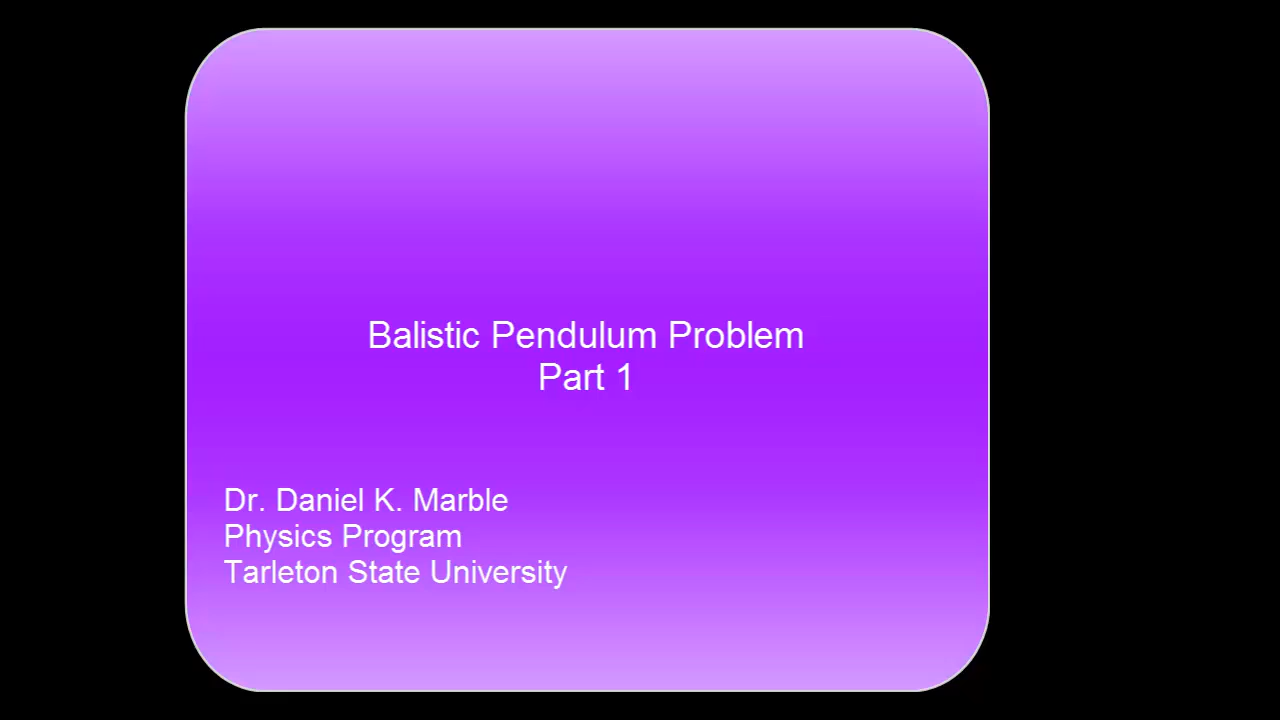 Balistic Pendulum Problem
Part 1
Dr. Daniel K. Marble
Physics Program
Tarleton State University